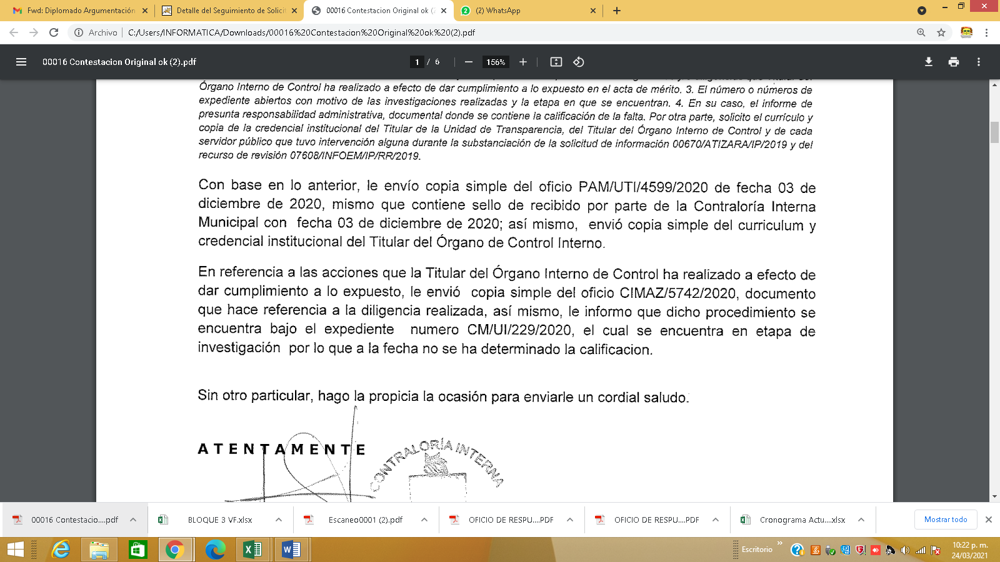 Fwd: Diplomado Argumentación
Detalle del Seguimiento de Solicit
00016 Contestacion Original ok (2
(2) WhatsApp
Archivo
C:/Users/INFORMATICA/Downloads/00016%20Contestacion%20Original%20ok%20(2).pdf
00016 Contestacion Original ok (2).pdf
1 / 6
156%
Órgano Interno de Control ha realizado a efecto de dar cumplimiento a lo expuesto en el acta de mérito. 3. El número o números de
expediente abiertos con motivo de las investigaciones realizadas y la etapa en que se encuentran. 4. En su caso, el informe de
presunta responsabilidad administrativa, documental donde se contiene la calificación de la falta. Por otra parte, solicito el currículo y
copia de la credencial institucional del Titular de la Unidad de Transparencia, del Titular del Órgano Interno de Control y de cada
servidor público que tuvo intervención alguna durante la substanciación de la solicitud de información 00670/ATIZARA/IP/2019 y del
recurso de revisión 07608/INFOEM/IP/RR/2019.
Con base en lo anterior, le envío copia simple del oficio PAM/UTI/4599/2020 de fecha 03 de
diciembre de 2020, mismo que contiene sello de recibido por parte de la Contraloría Interna
Municipal con fecha 03 de diciembre de 2020; así mismo, envió copia simple del curriculum y
credencial institucional del Titular del Órgano de Control Interno.
En referencia a las acciones que la Titular del Órgano Interno de Control ha realizado a efecto de
dar cumplimiento a lo expuesto, le envió copia simple del oficio CIMAZ/5742/2020, documento
que hace referencia a la diligencia realizada, así mismo, le informo que dicho procedimiento se
encuentra bajo el expediente numero CM/UI/229/2020, el cual se encuentra en etapa de
investigación por lo que a la fecha no se ha determinado la calificacion.
Sin otro particular, hago la propicia la ocasión para enviarle un cordial saludo.
ATENTAMENTE
CONTRALORÍA INTERNA
00016 Contestacio....pdf
BLOQUE 3 VF.xlsx
Escaneo0001 (2).pdf
OFICIO DE RESPU....PDF
OFICIO DE RESPU....PDF
Cronograma Actu....xlsx
Mostrar todo
Escritorio
10:22 p. m.
24/03/2021